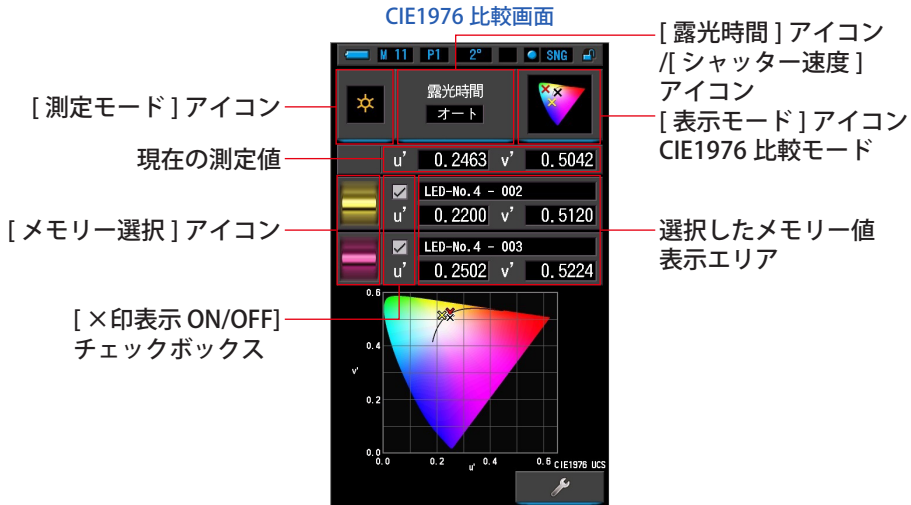 CIE1976 比較画面
[ 測定モード ] アイコン
現在の測定値
[ メモリー選択 ] アイコン
[ ×印表示 ON/OFF]
チェックボックス
M 11 P1 2° SNG
露光時間
オート
u' 0.2463 v' 0.5042
LED-No.4 - 002
u' 0.2200 v' 0.5120
LED-No.4 - 003
u' 0.2502 v' 0.5224
0.6
0.4
v'
0.2
0.0
0.0 0.2 u' 0.4 0.6 CIE1976 UCS
[ 露光時間 ] アイコン
/[ シャッター速度 ]
アイコン
[ 表示モード ] アイコン
CIE1976 比較モード
選択したメモリー値
表示エリア